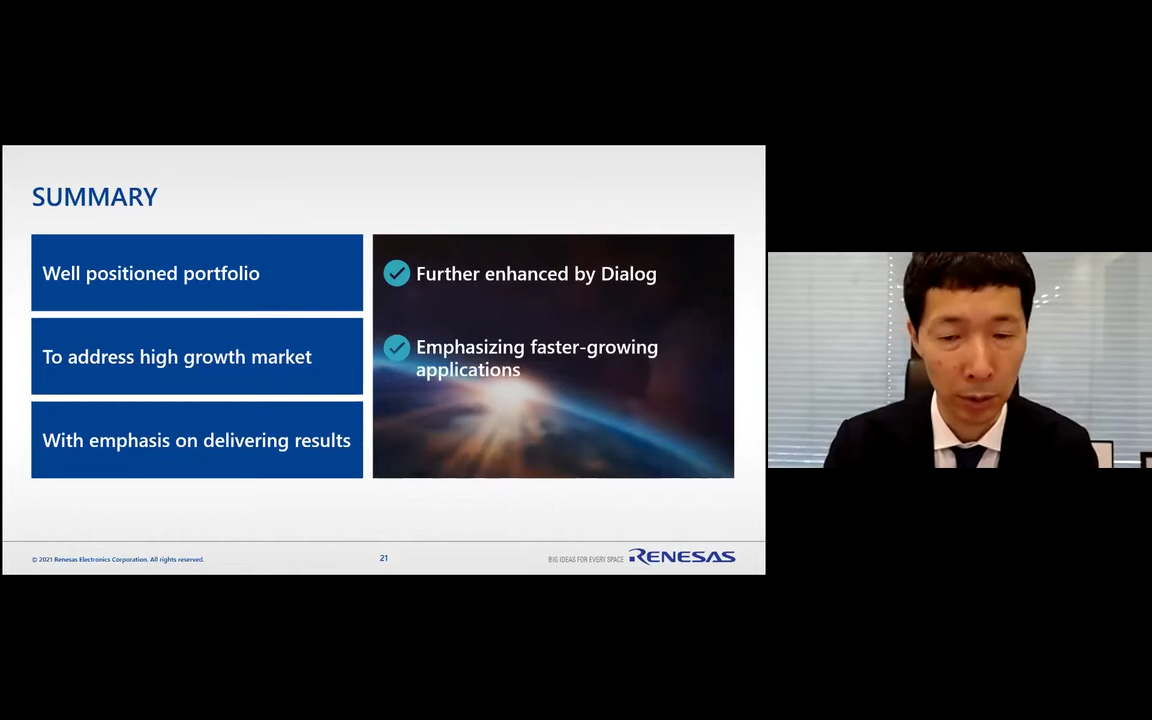 SUMMARY
Well positioned portfolio
To address high growth market
With emphasis on delivering results
Further enhanced by Dialog
Emphasizing faster-growing
applications
© 2021 Renesas Electronics Corporation. All rights reserved.
21
BIG IDEAS FOR EVERY SPACE
RENESAS